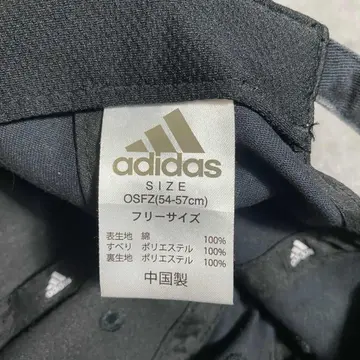 adidas
SIZE
OSFZ(54-57cm)
フリーサイズ
表生地 綿 100%
すべり ポリエステル 100%
裏生地 ポリエステル 100%
中国製